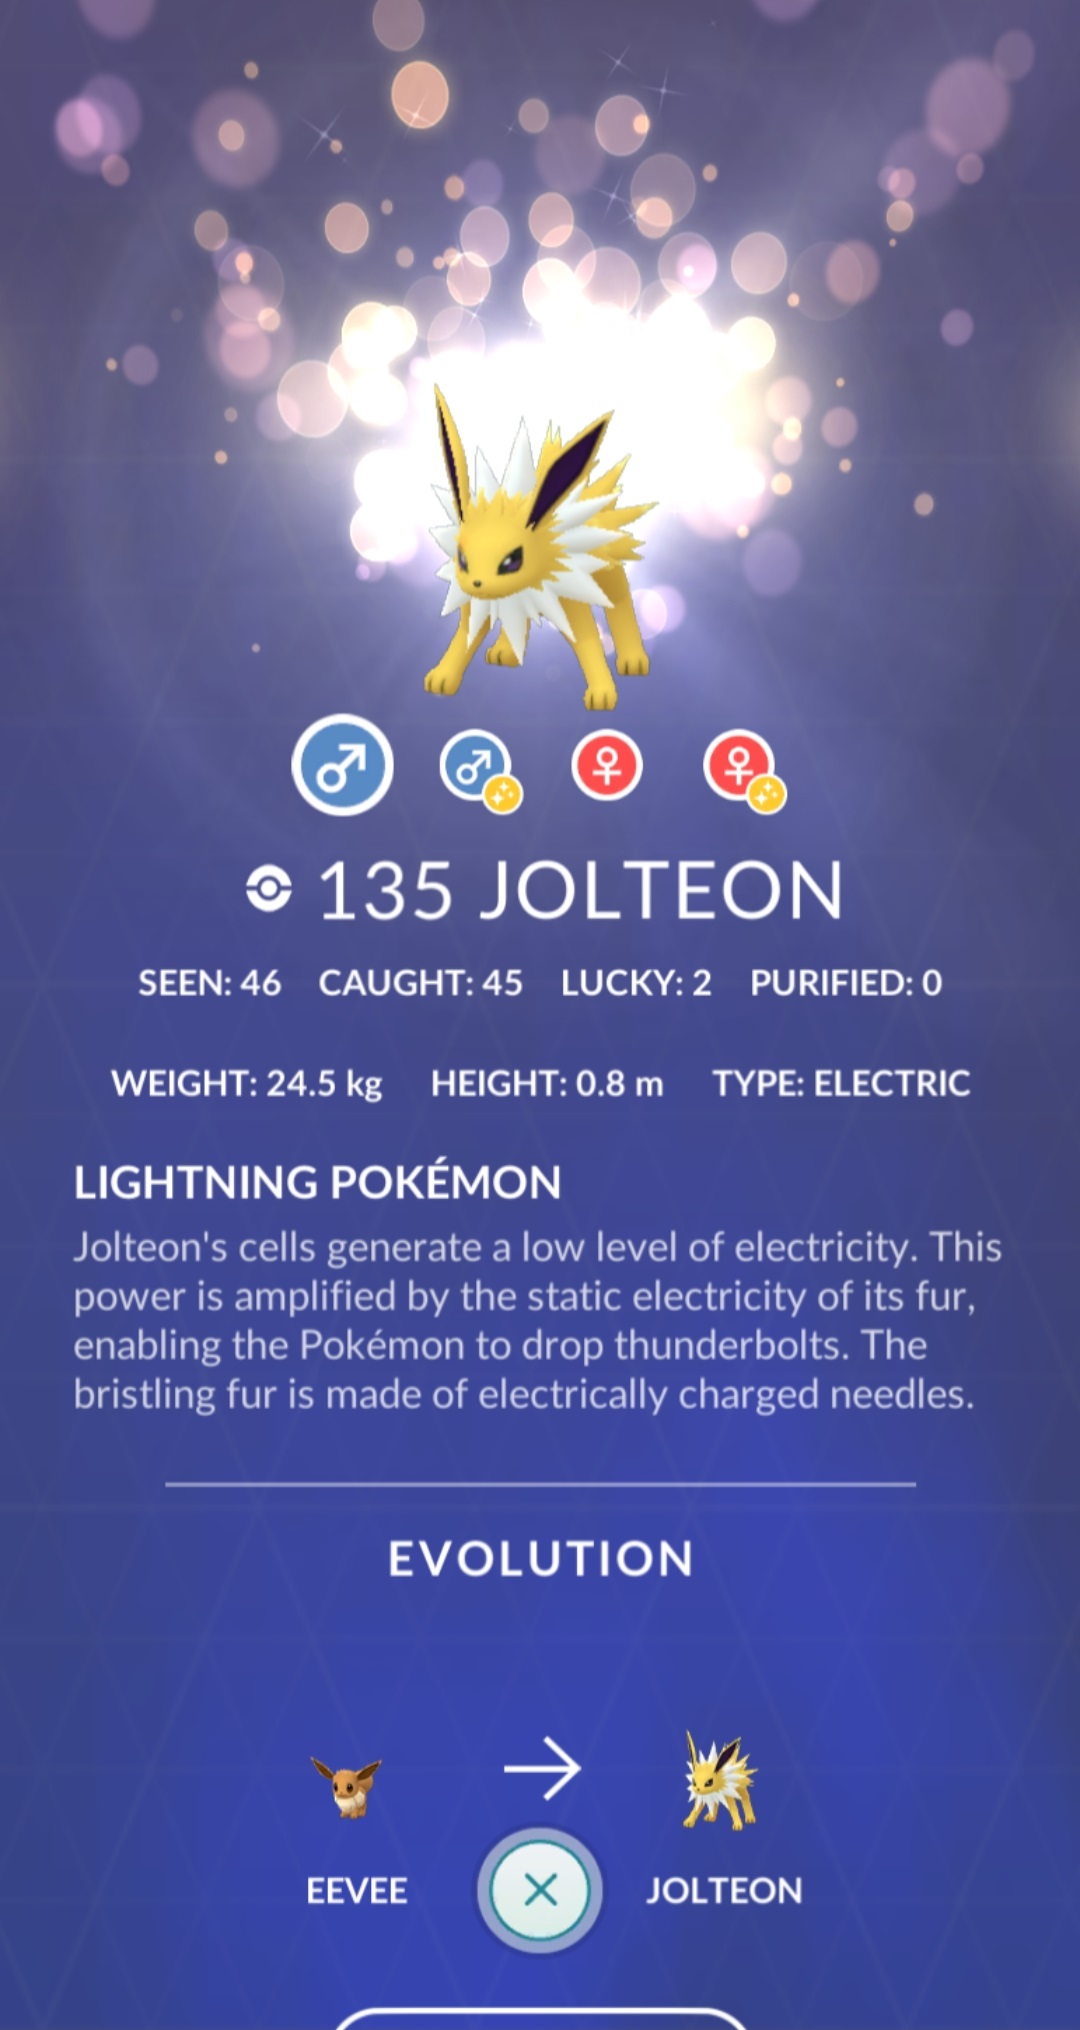 135 JOLTEON
SEEN: 46 CAUGHT: 45 LUCKY: 2 PURIFIED: 0
WEIGHT: 24.5 kg HEIGHT: 0.8 m TYPE: ELECTRIC
LIGHTNING POKÉMON
Jolteon's cells generate a low level of electricity. This
power is amplified by the static electricity of its fur,
enabling the Pokémon to drop thunderbolts. The
bristling fur is made of electrically charged needles.
EVOLUTION
EEVEE JOLTEON